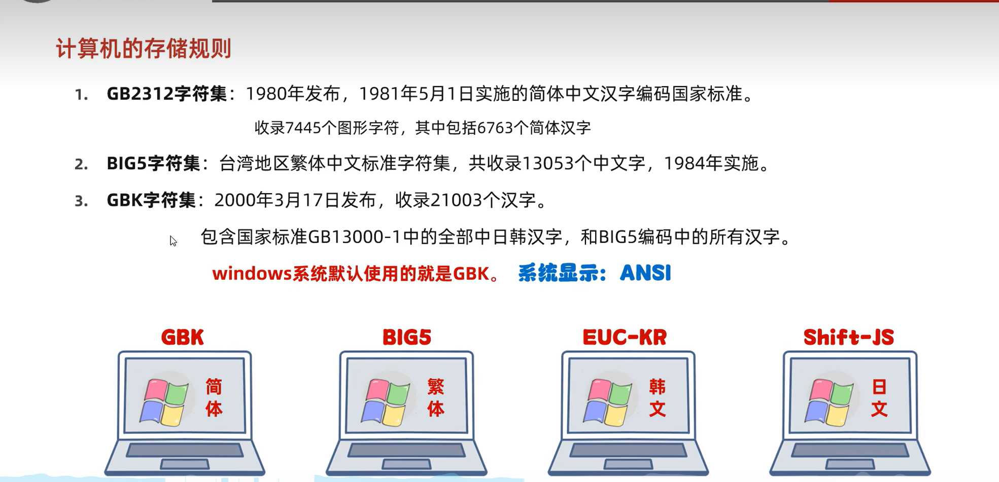 计算机的存储规则
1. GB2312字符集：1980年发布，1981年5月1日实施的简体中文汉字编码国家标准。
收录7445个图形字符，其中包括6763个简体汉字
2. BIG5字符集：台湾地区繁体中文标准字符集，共收录13053个中文字，1984年实施。
3. GBK字符集：2000年3月17日发布，收录21003个汉字。
包含国家标准GB13000-1中的全部中日韩汉字，和BIG5编码中的所有汉字。
windows系统默认使用的就是GBK。 系统显示：ANSI
GBK BIG5 EUC-KR Shift-JS
简体 繁体 韩文 日文